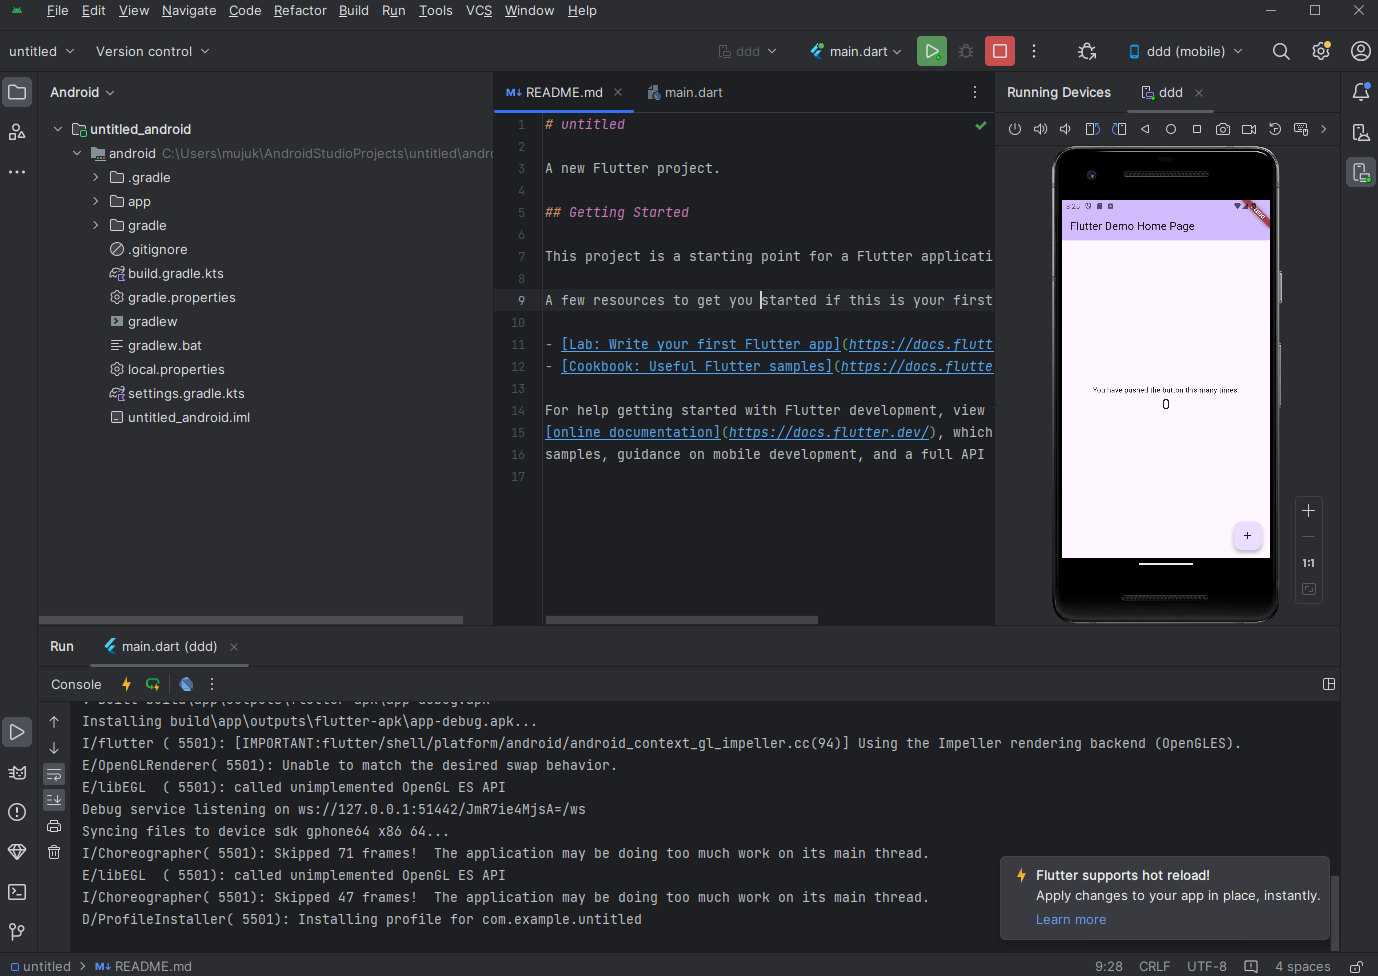 File Edit View Navigate Code Refactor Build Run Tools VCS Window Help
untitled Version control ddd main.dart ddd (mobile)
Android
untitled_android
android C:\Users\mujuk\AndroidStudioProjects\untitled\andro
.gradle
app
gradle
.gitignore
build.gradle.kts
gradle.properties
gradlew
gradlew.bat
local.properties
settings.gradle.kts
untitled_android.iml
M↓ README.md main.dart
1 # untitled
2
3 A new Flutter project.
4
5 ## Getting Started
6
7 This project is a starting point for a Flutter applicati
8
9 A few resources to get you started if this is your first
10
11 - [Lab: Write your first Flutter app](https://docs.flutt
12 - [Cookbook: Useful Flutter samples](https://docs.flutte
13
14 For help getting started with Flutter development, view
15 [online documentation](https://docs.flutter.dev/), which
16 samples, guidance on mobile development, and a full API
17
Running Devices ddd
Flutter Demo Home Page
You have pushed the button this many times:
0
+
1:1
Run main.dart (ddd)
Console
Installing build\app\outputs\flutter-apk\app-debug.apk...
I/flutter ( 5501): [IMPORTANT:flutter/shell/platform/android/android_context_gl_impeller.cc(94)] Using the Impeller rendering backend (OpenGLES).
E/OpenGLRenderer( 5501): Unable to match the desired swap behavior.
E/libEGL  ( 5501): called unimplemented OpenGL ES API
Debug service listening on ws://127.0.0.1:51442/JmR7ie4MjsA=/ws
Syncing files to device sdk gphone64 x86 64...
I/Choreographer( 5501): Skipped 71 frames!  The application may be doing too much work on its main thread.
E/libEGL  ( 5501): called unimplemented OpenGL ES API
I/Choreographer( 5501): Skipped 47 frames!  The application may be doing too much work on its main thread.
D/ProfileInstaller( 5501): Installing profile for com.example.untitled
Flutter supports hot reload!
Apply changes to your app in place, instantly.
Learn more
untitled M↓ README.md 9:28 CRLF UTF-8 4 spaces